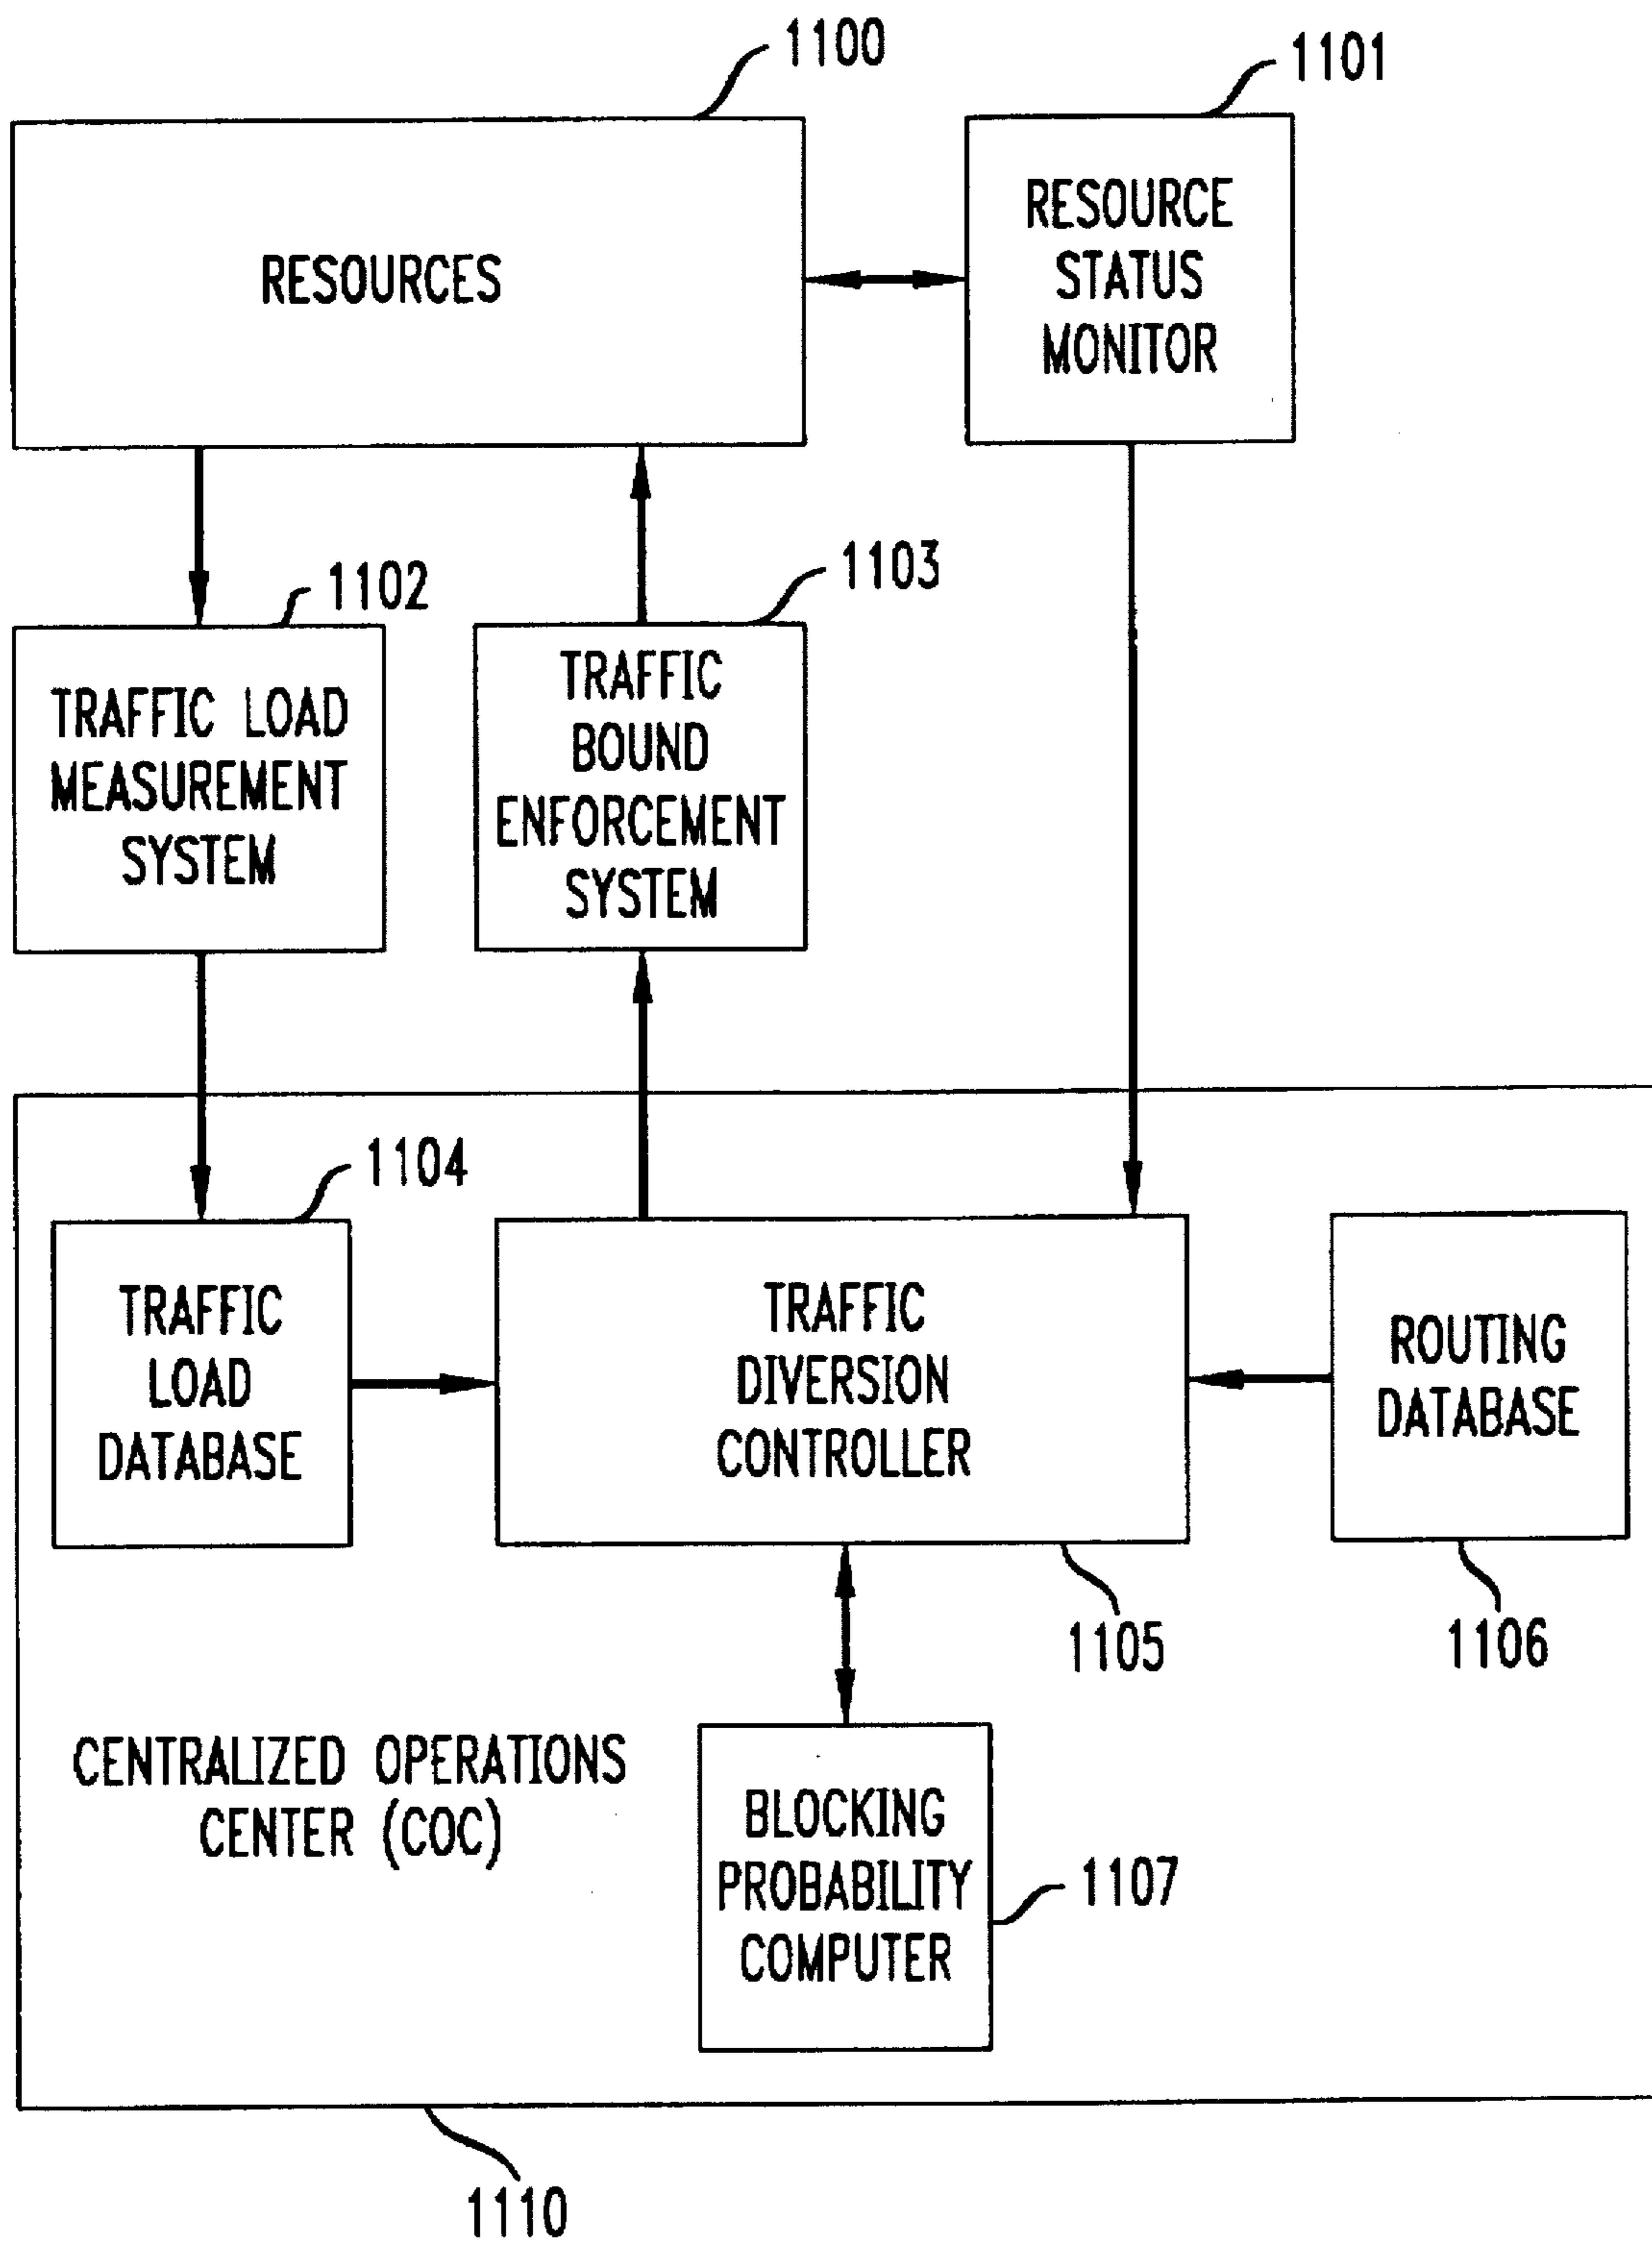 1100
1101
RESOURCES
RESOURCE
STATUS
MONITOR
1102
1103
TRAFFIC LOAD
MEASUREMENT
SYSTEM
TRAFFIC
BOUND
ENFORCEMENT
SYSTEM
1104
TRAFFIC
LOAD
DATABASE
TRAFFIC
DIVERSION
CONTROLLER
ROUTING
DATABASE
1105
1106
CENTRALIZED OPERATIONS
CENTER (COC)
BLOCKING
PROBABILITY
COMPUTER
1107
1110